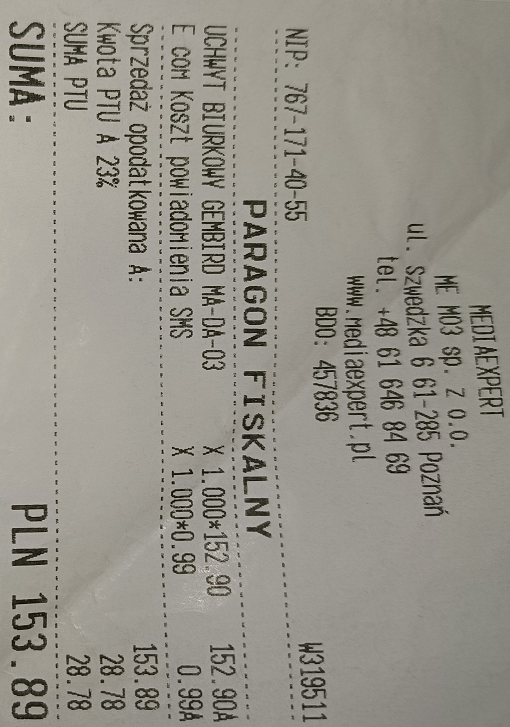 MEDIAEXPERT
ME M03 sp. z o.o.
ul. Szwedzka 6 61-285 Poznań
tel. +48 61 646 84 69
www.mediaexpert.pl
BDO: 457836
NIP: 767-171-40-55 W319511
PARAGON FISKALNY
UCHWYT BIURKOWY GEMBIRD MA-DA-03 X 1.000*152,90 152.90A
E COM Koszt powiadomienia SMS X 1.000*0.99 0.99A
Sprzedaż opodatkowana A: 153.89
Kwota PTU A 23% 28.78
SUMA PTU 28.78
SUMA: PLN 153.89